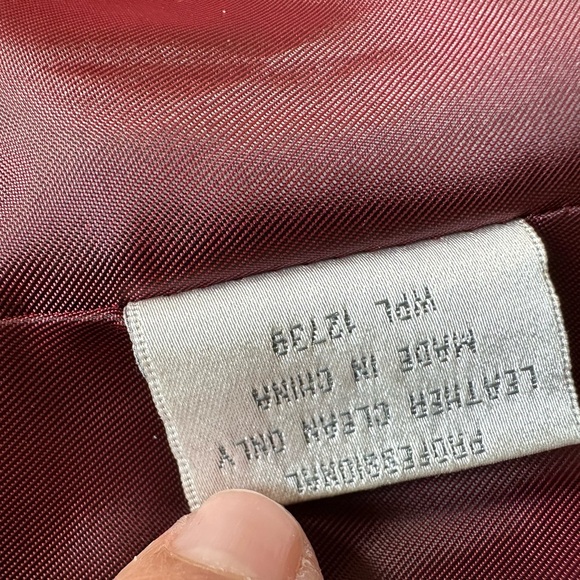 PROFESSIONAL
LEATHER CLEAN ONLY
MADE IN CHINA
WPL 12739